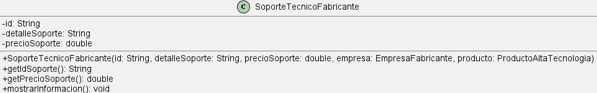 C SoporteTecnicoFabricante
-id: String
-detalleSoporte: String
-precioSoporte: double
+SoporteTecnicoFabricante(id: String, detalleSoporte: String, precioSoporte: double, empresa: EmpresaFabricante, producto: ProductoAltaTecnologia)
+getIdSoporte(): String
+getPrecioSoporte(): double
+mostrarInformacion(): void